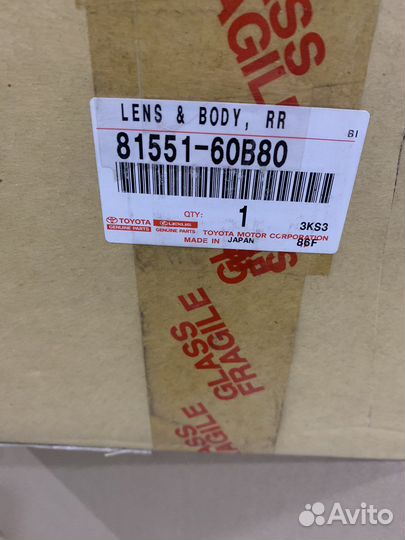 GLASS
FRAGILE
LENS & BODY, RR
BI
81551-60B80
QTY: 1 3KS3
TOYOTA LEXUS TOYOTA MOTOR CORPORATION
GENUINE PARTS GENUINE PARTS
MADE IN JAPAN 86F
GLASS
FRAGILE
GLASS
FRAGILE
Avito